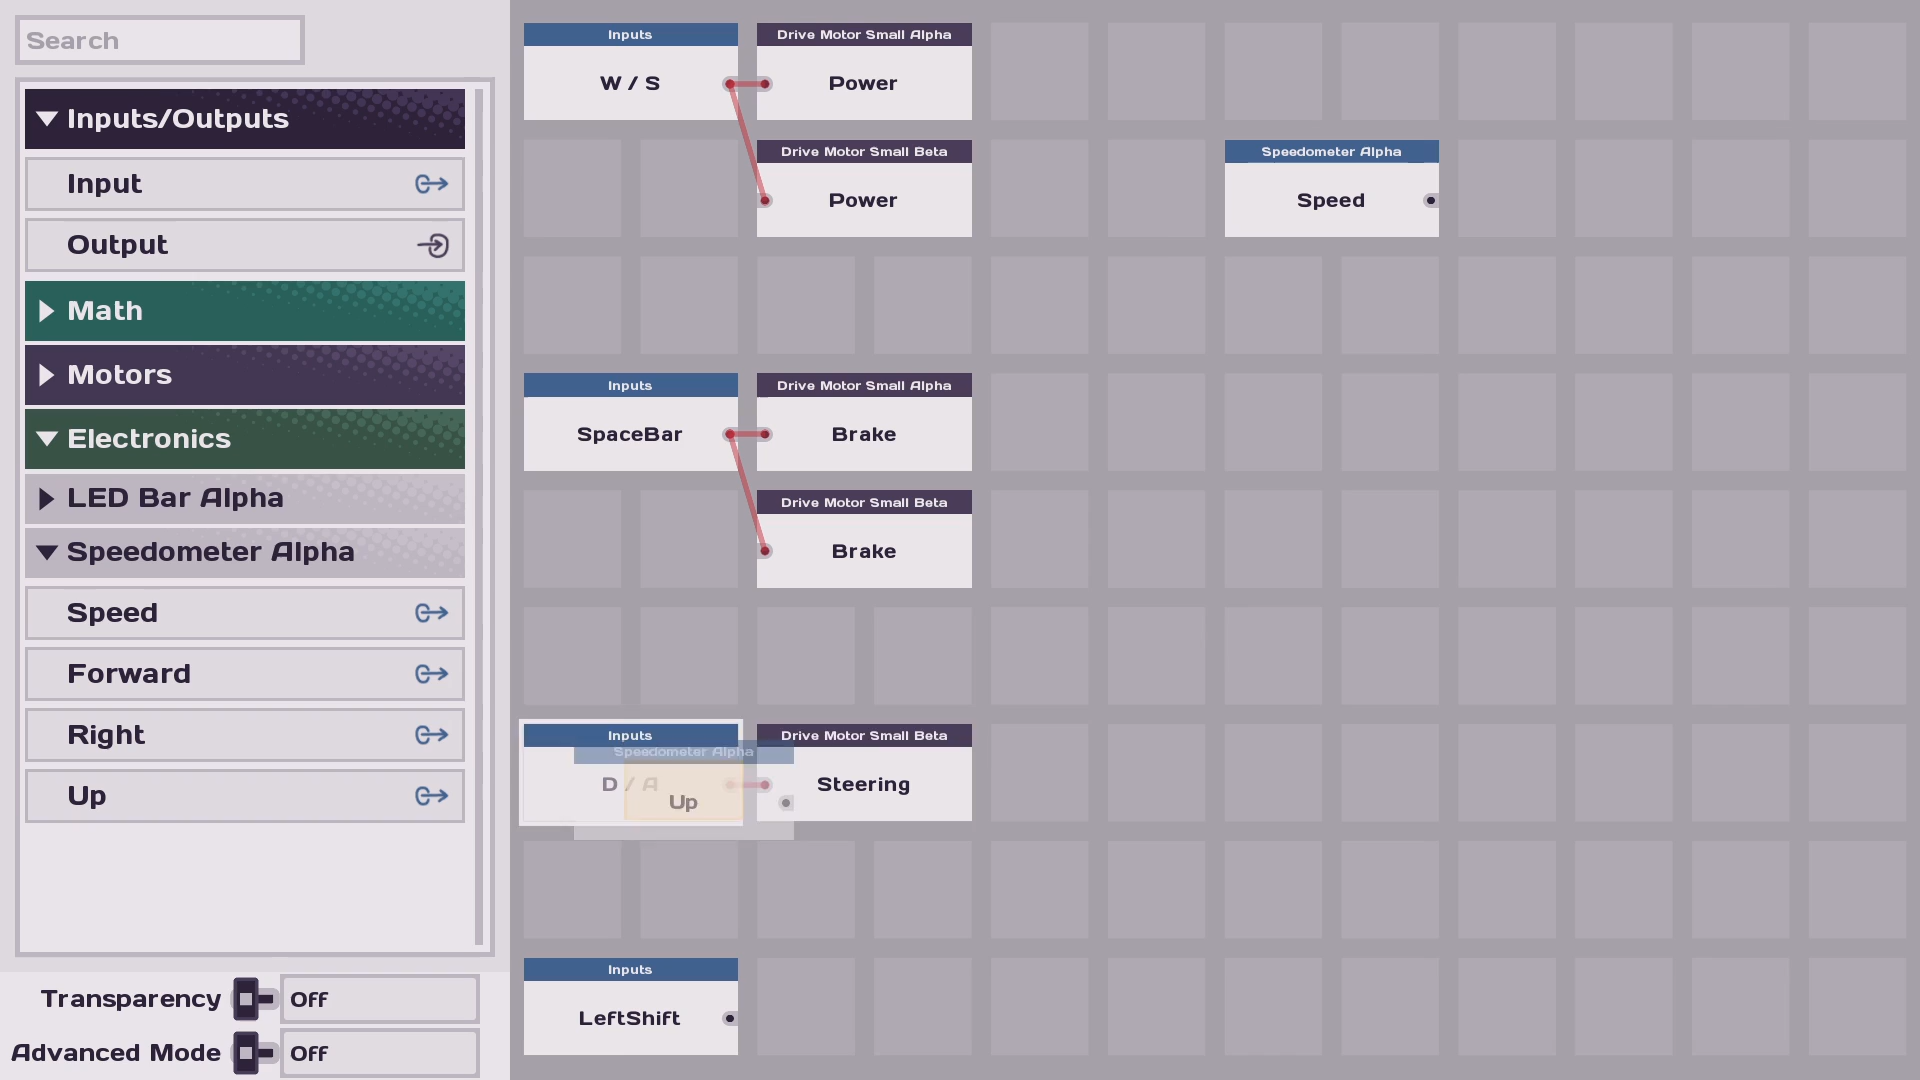 Search
Inputs/Outputs
Input
Output
Math
Motors
Electronics
LED Bar Alpha
Speedometer Alpha
Speed
Forward
Right
Up
Transparency
Off
Advanced Mode
Off
Inputs
W / S
Drive Motor Small Alpha
Power
Drive Motor Small Beta
Power
Speedometer Alpha
Speed
Inputs
SpaceBar
Drive Motor Small Alpha
Brake
Drive Motor Small Beta
Brake
Inputs
D / A
Speedometer Alpha
Up
Drive Motor Small Beta
Steering
Inputs
LeftShift